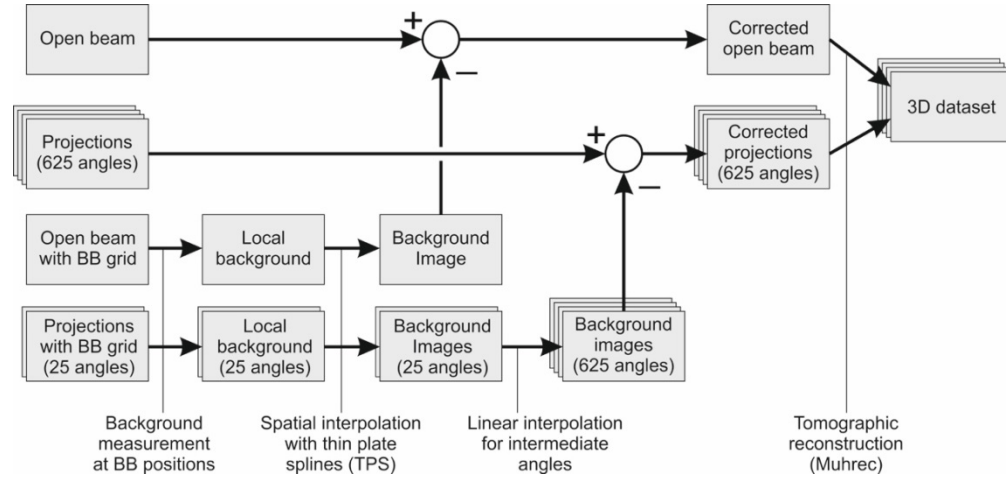 Open beam
+
−
Corrected
open beam
3D dataset
Projections
(625 angles)
+
−
Corrected
projections
(625 angles)
Open beam
with BB grid
Local
background
Background
Image
Projections
with BB grid
(25 angles)
Local
background
(25 angles)
Background
Images
(25 angles)
Background
images
(625 angles)
Background
measurement
at BB positions
Spatial interpolation
with thin plate
splines (TPS)
Linear interpolation
for intermediate
angles
Tomographic
reconstruction
(Muhrec)